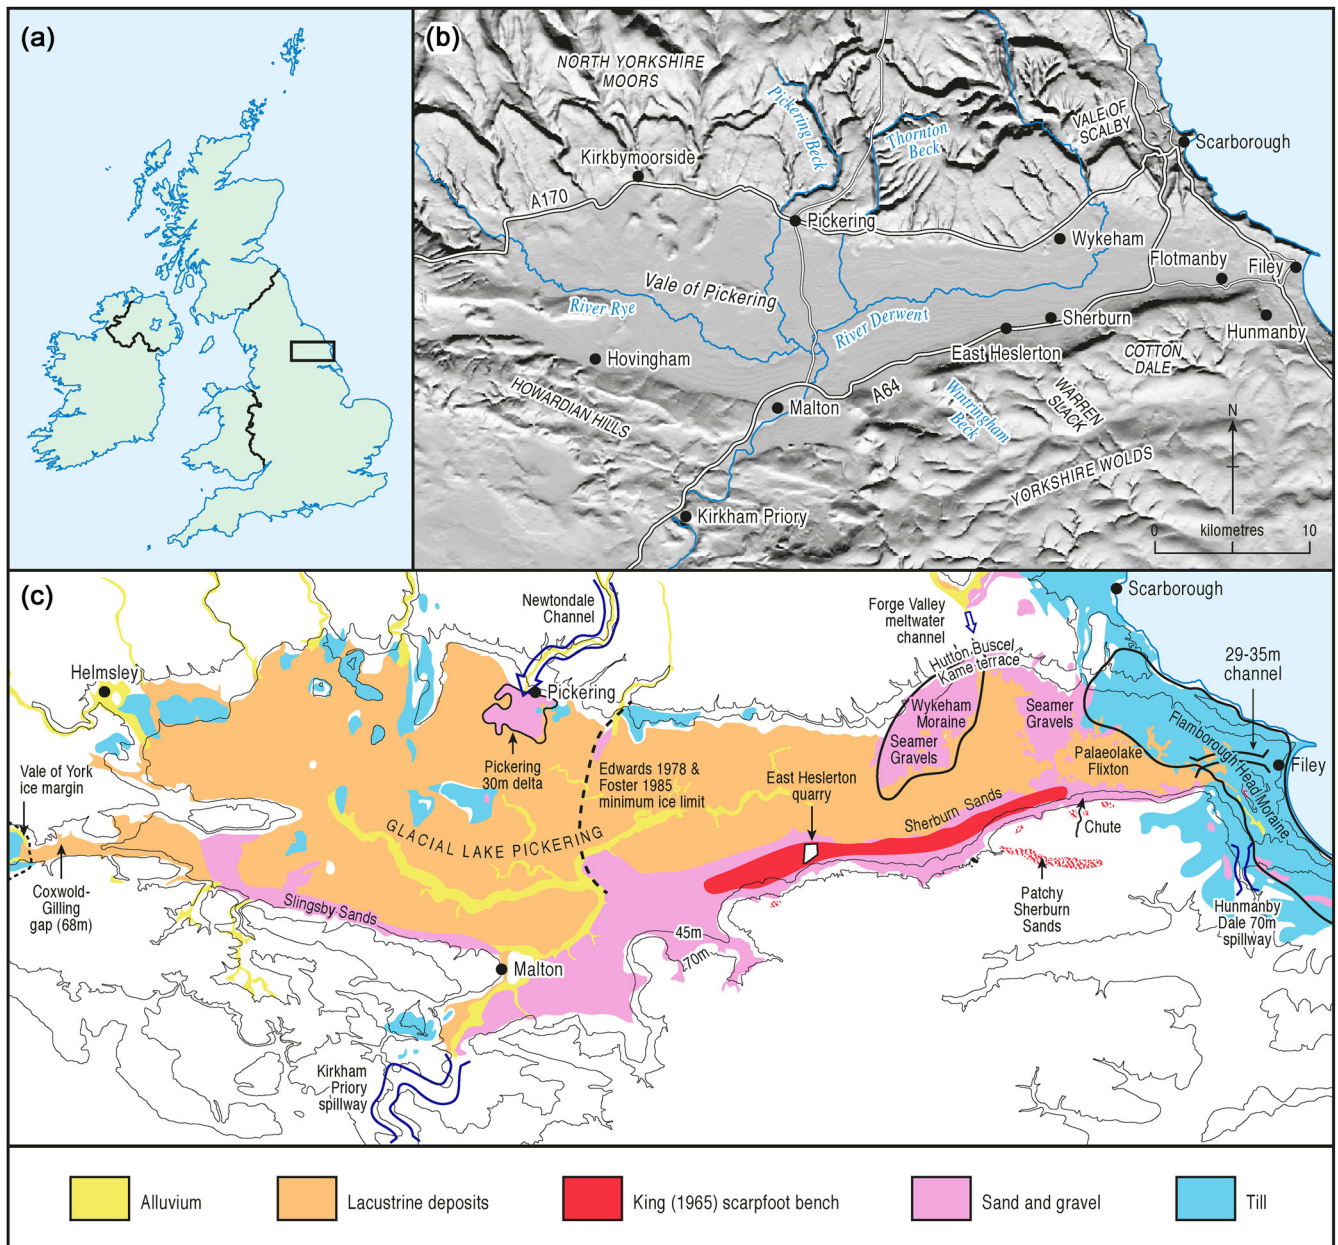 (a)
(b)
NORTH YORKSHIRE
MOORS
Pickering
Beck
Thornton
Beck
VALE OF
SCALBY
Scarborough
Kirkbymoorside
A170
Pickering
Wykeham
Flotmanby
Filey
Vale of Pickering
River Rye
River Derwent
Sherburn
Hunmanby
Hovingham
East Heslerton
COTTON
DALE
HOWARDIAN HILLS
Malton
A64
Wintringham
Beck
WARREN
SLACK
N
YORKSHIRE WOLDS
Kirkham Priory
0 kilometres 10
(c)
Newtondale
Channel
Forge Valley
meltwater
channel
Scarborough
Hutton Buscel
Kame terrace
29-35m
channel
Helmsley
Pickering
Wykeham
Moraine
Seamer
Gravels
Seamer
Gravels
Flamborough Head Moraine
Palaeolake
Flixton
Filey
Vale of York
ice margin
Pickering
30m delta
Edwards 1978 &
Foster 1985
minimum ice limit
East Heslerton
quarry
GLACIAL LAKE PICKERING
Sherburn Sands
Chute
Coxwold-
Gilling
gap (68m)
Slingsby Sands
Patchy
Sherburn
Sands
Hunmanby
Dale 70m
spillway
45m
70m
Malton
Kirkham
Priory
spillway
Alluvium
Lacustrine deposits
King (1965) scarpfoot bench
Sand and gravel
Till